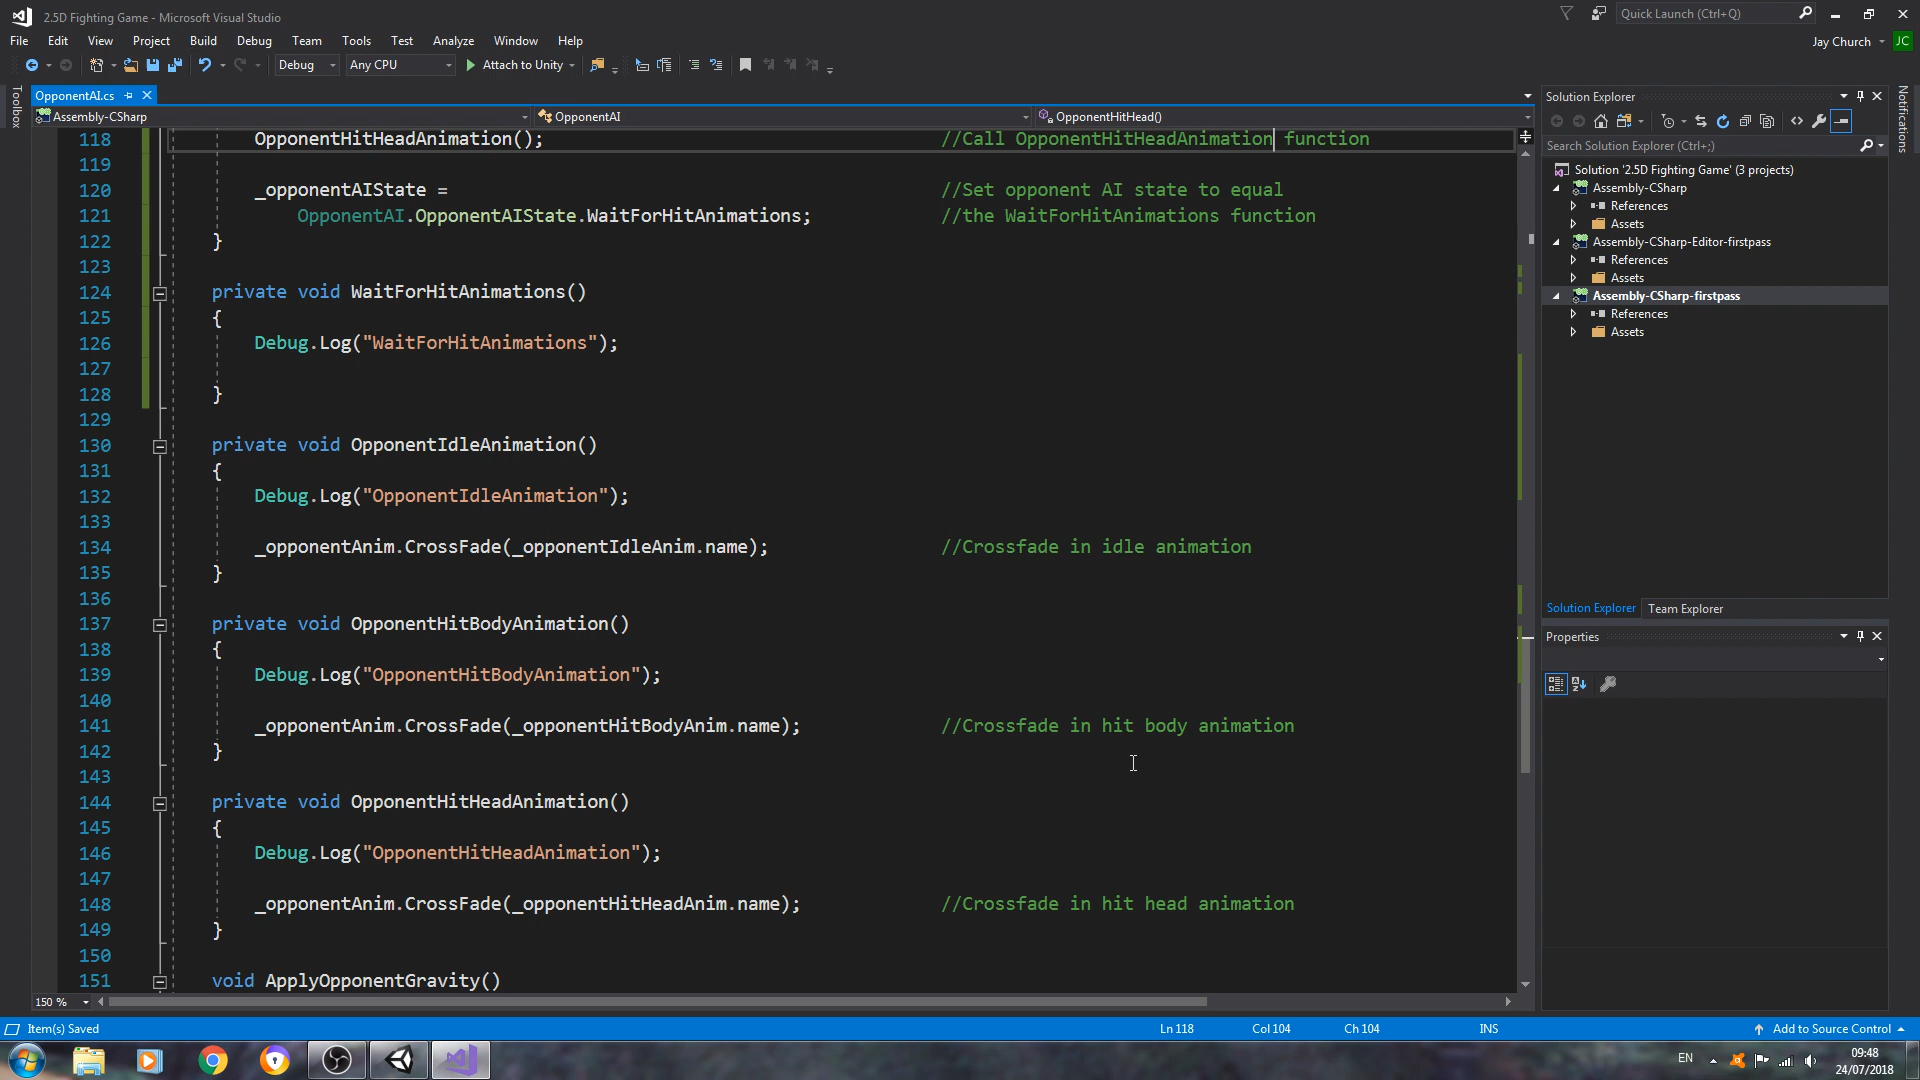 2.5D Fighting Game - Microsoft Visual Studio
Quick Launch (Ctrl+Q)
File Edit View Project Build Debug Team Tools Test Analyze Window Help
Jay Church JC
Debug Any CPU Attach to Unity
Toolbox
OpponentAI.cs
Assembly-CSharp OpponentAI OpponentHitHead()
118 OpponentHitHeadAnimation(); //Call OpponentHitHeadAnimation function
119
120 _opponentAIState = //Set opponent AI state to equal
121 OpponentAI.OpponentAIState.WaitForHitAnimations; //the WaitForHitAnimations function
122 }
123
124 private void WaitForHitAnimations()
125 {
126 Debug.Log("WaitForHitAnimations");
127
128 }
129
130 private void OpponentIdleAnimation()
131 {
132 Debug.Log("OpponentIdleAnimation");
133
134 _opponentAnim.CrossFade(_opponentIdleAnim.name); //Crossfade in idle animation
135 }
136
137 private void OpponentHitBodyAnimation()
138 {
139 Debug.Log("OpponentHitBodyAnimation");
140
141 _opponentAnim.CrossFade(_opponentHitBodyAnim.name); //Crossfade in hit body animation
142 }
143
144 private void OpponentHitHeadAnimation()
145 {
146 Debug.Log("OpponentHitHeadAnimation");
147
148 _opponentAnim.CrossFade(_opponentHitHeadAnim.name); //Crossfade in hit head animation
149 }
150
151 void ApplyOpponentGravity()
150 %
Solution Explorer
Search Solution Explorer (Ctrl+;)
Solution '2.5D Fighting Game' (3 projects)
Assembly-CSharp
References
Assets
Assembly-CSharp-Editor-firstpass
References
Assets
Assembly-CSharp-firstpass
References
Assets
Solution Explorer Team Explorer
Properties
Notifications
Item(s) Saved Ln 118 Col 104 Ch 104 INS Add to Source Control
EN
09:48
24/07/2018